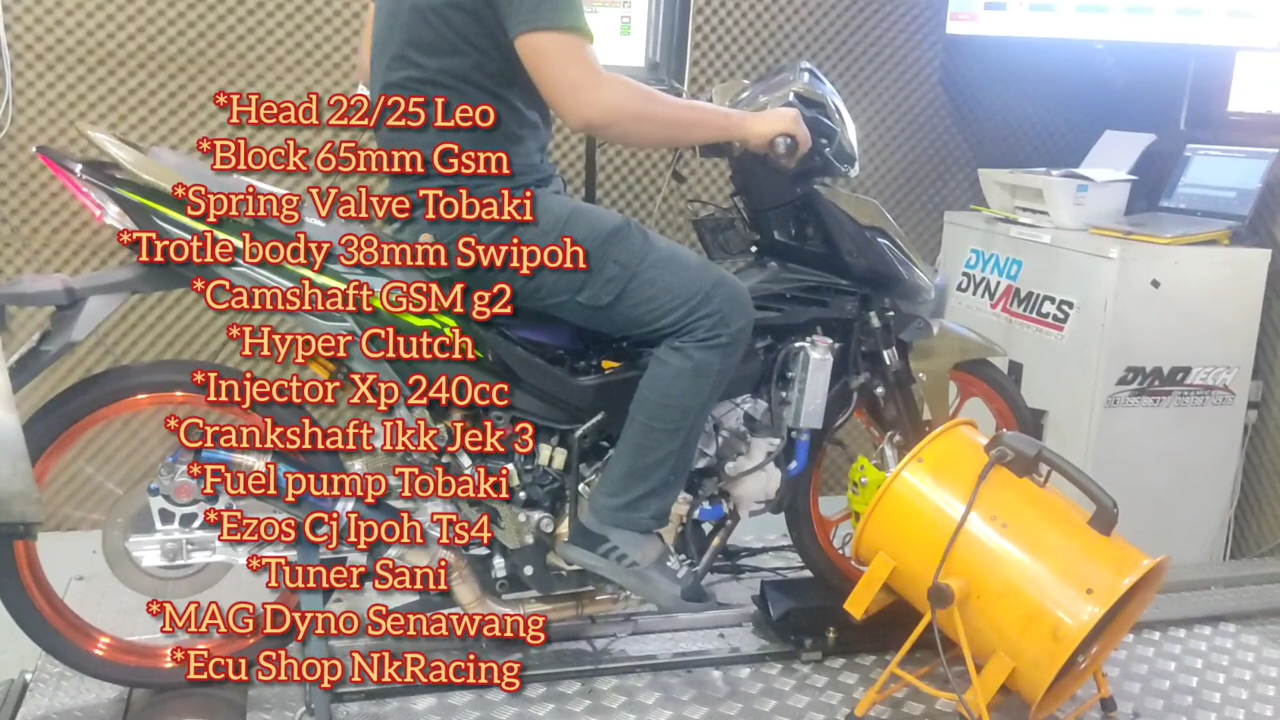 *Head 22/25 Leo
*Block 65mm Gsm
*Spring Valve Tobaki
*Trotle body 38mm Swipoh
*Camshaft GSM g2
*Hyper Clutch
*Injector Xp 240cc
*Crankshaft Ikk Jek 3
*Fuel pump Tobaki
*Ezos Cj Ipoh Ts4
*Tuner Sani
*MAG Dyno Senawang
*Ecu Shop NkRacing
DYNO
DYNAMICS
DYNOTECH